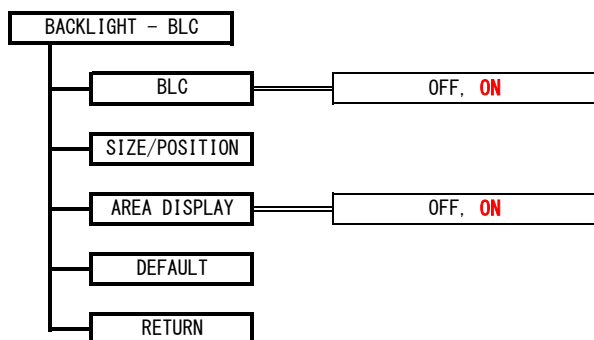 BACKLIGHT - BLC
BLC
OFF, ON
SIZE/POSITION
AREA DISPLAY
OFF, ON
DEFAULT
RETURN